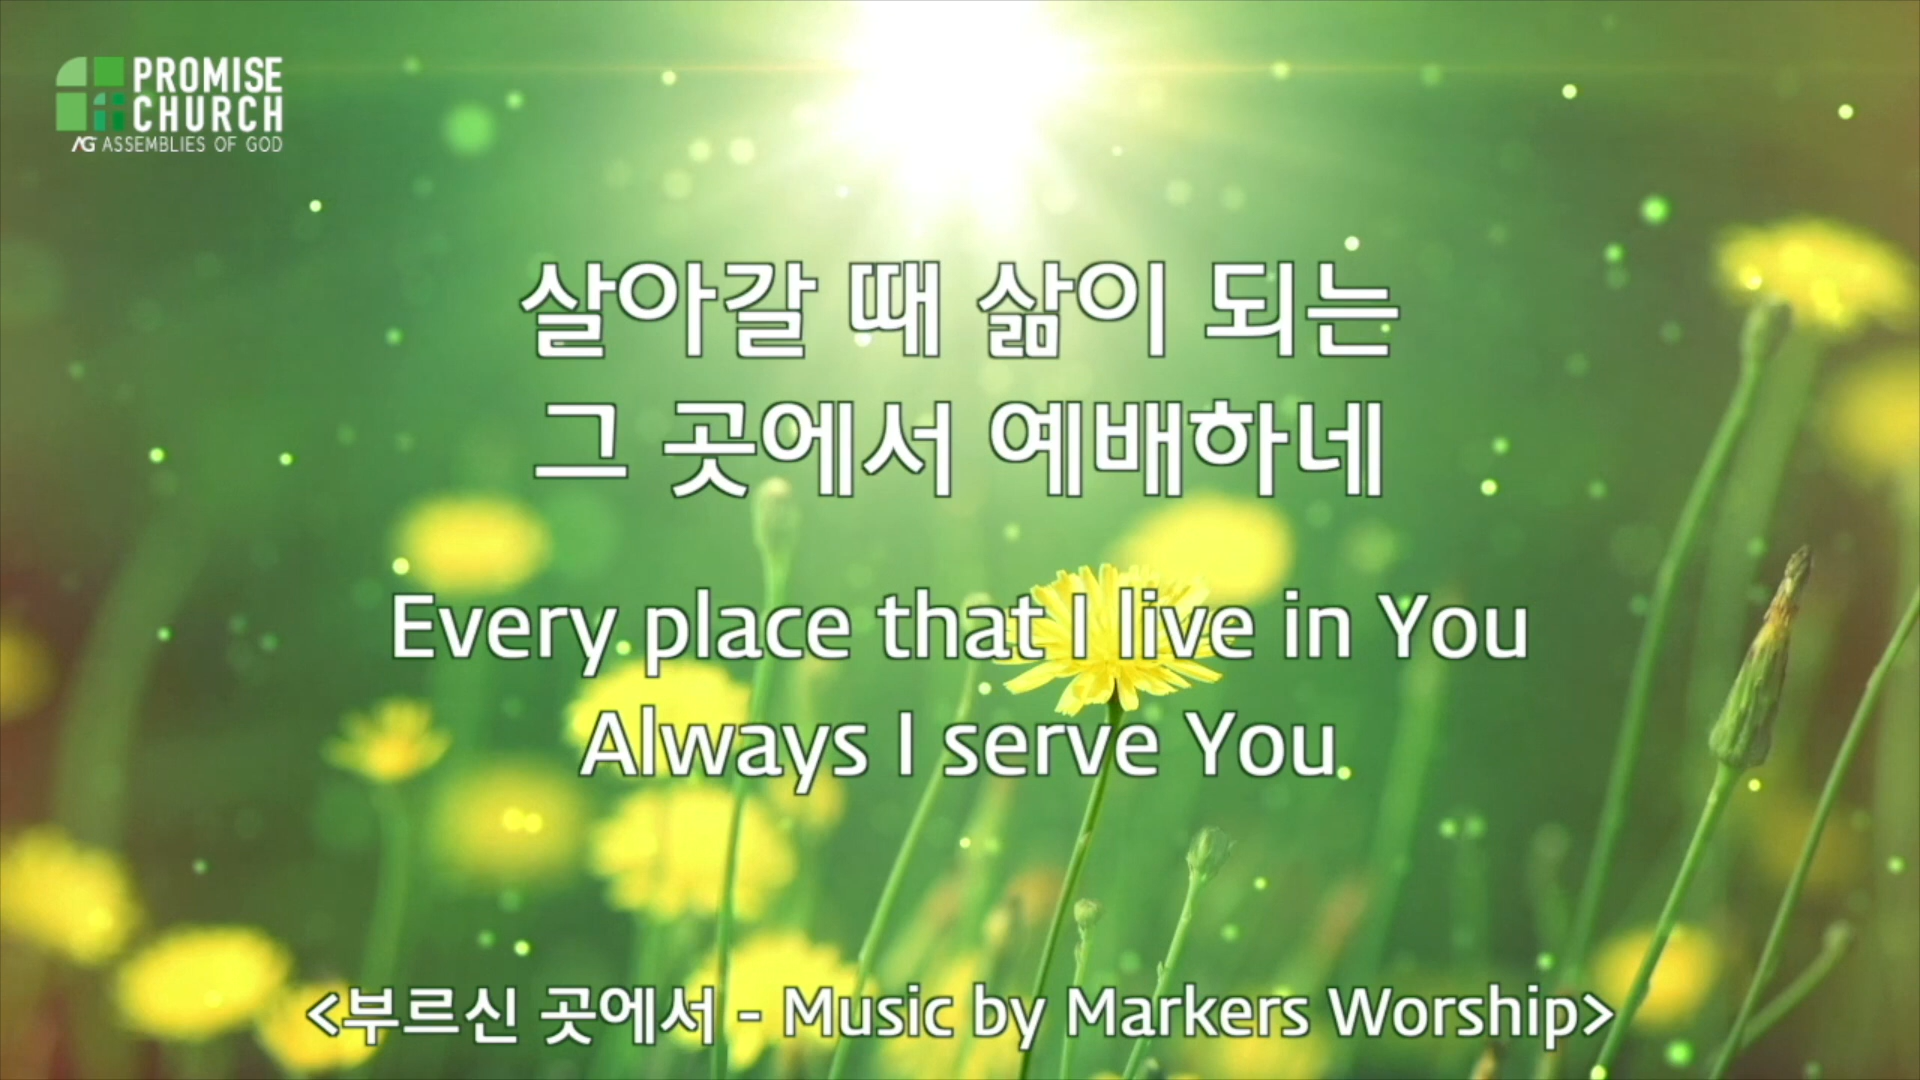 PROMISE
CHURCH
AG ASSEMBLIES OF GOD
살아갈 때 삶이 되는
그 곳에서 예배하네
Every place that I live in You
Always I serve You
<부르신 곳에서 - Music by Markers Worship>